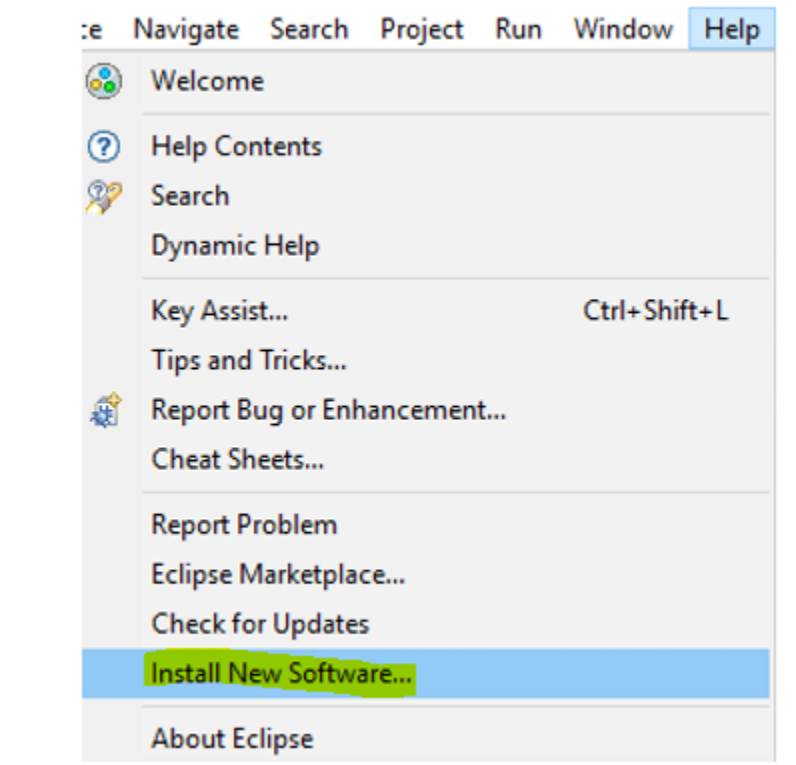 :e Navigate Search Project Run Window Help
Welcome
Help Contents
Search
Dynamic Help
Key Assist... Ctrl+Shift+L
Tips and Tricks...
Report Bug or Enhancement...
Cheat Sheets...
Report Problem
Eclipse Marketplace...
Check for Updates
Install New Software...
About Eclipse